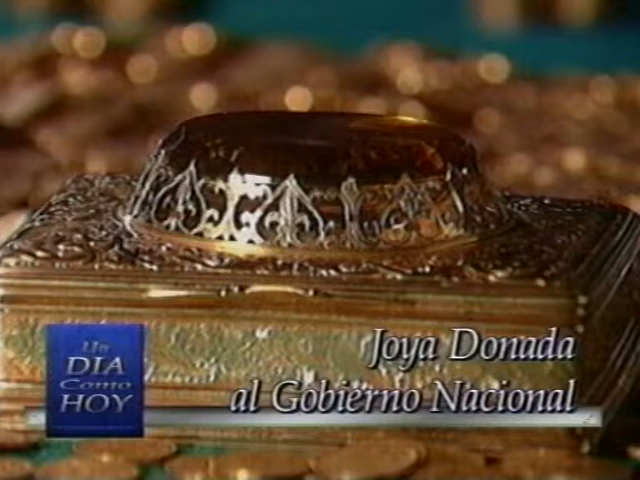 Un
DIA
Como
HOY
Joya Donada
al Gobierno Nacional